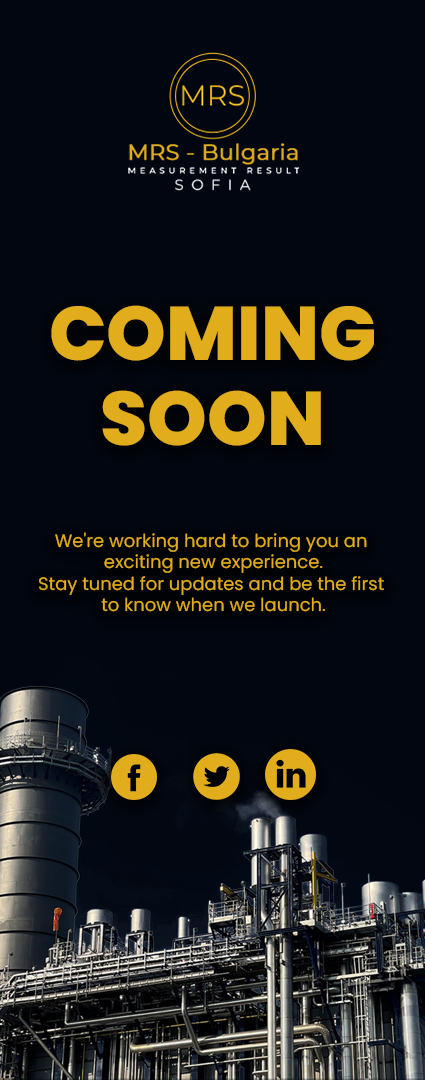 MRS
MRS - Bulgaria
MEASUREMENT RESULT
SOFIA
COMING
SOON
We're working hard to bring you an
exciting new experience.
Stay tuned for updates and be the first
to know when we launch.
f
in